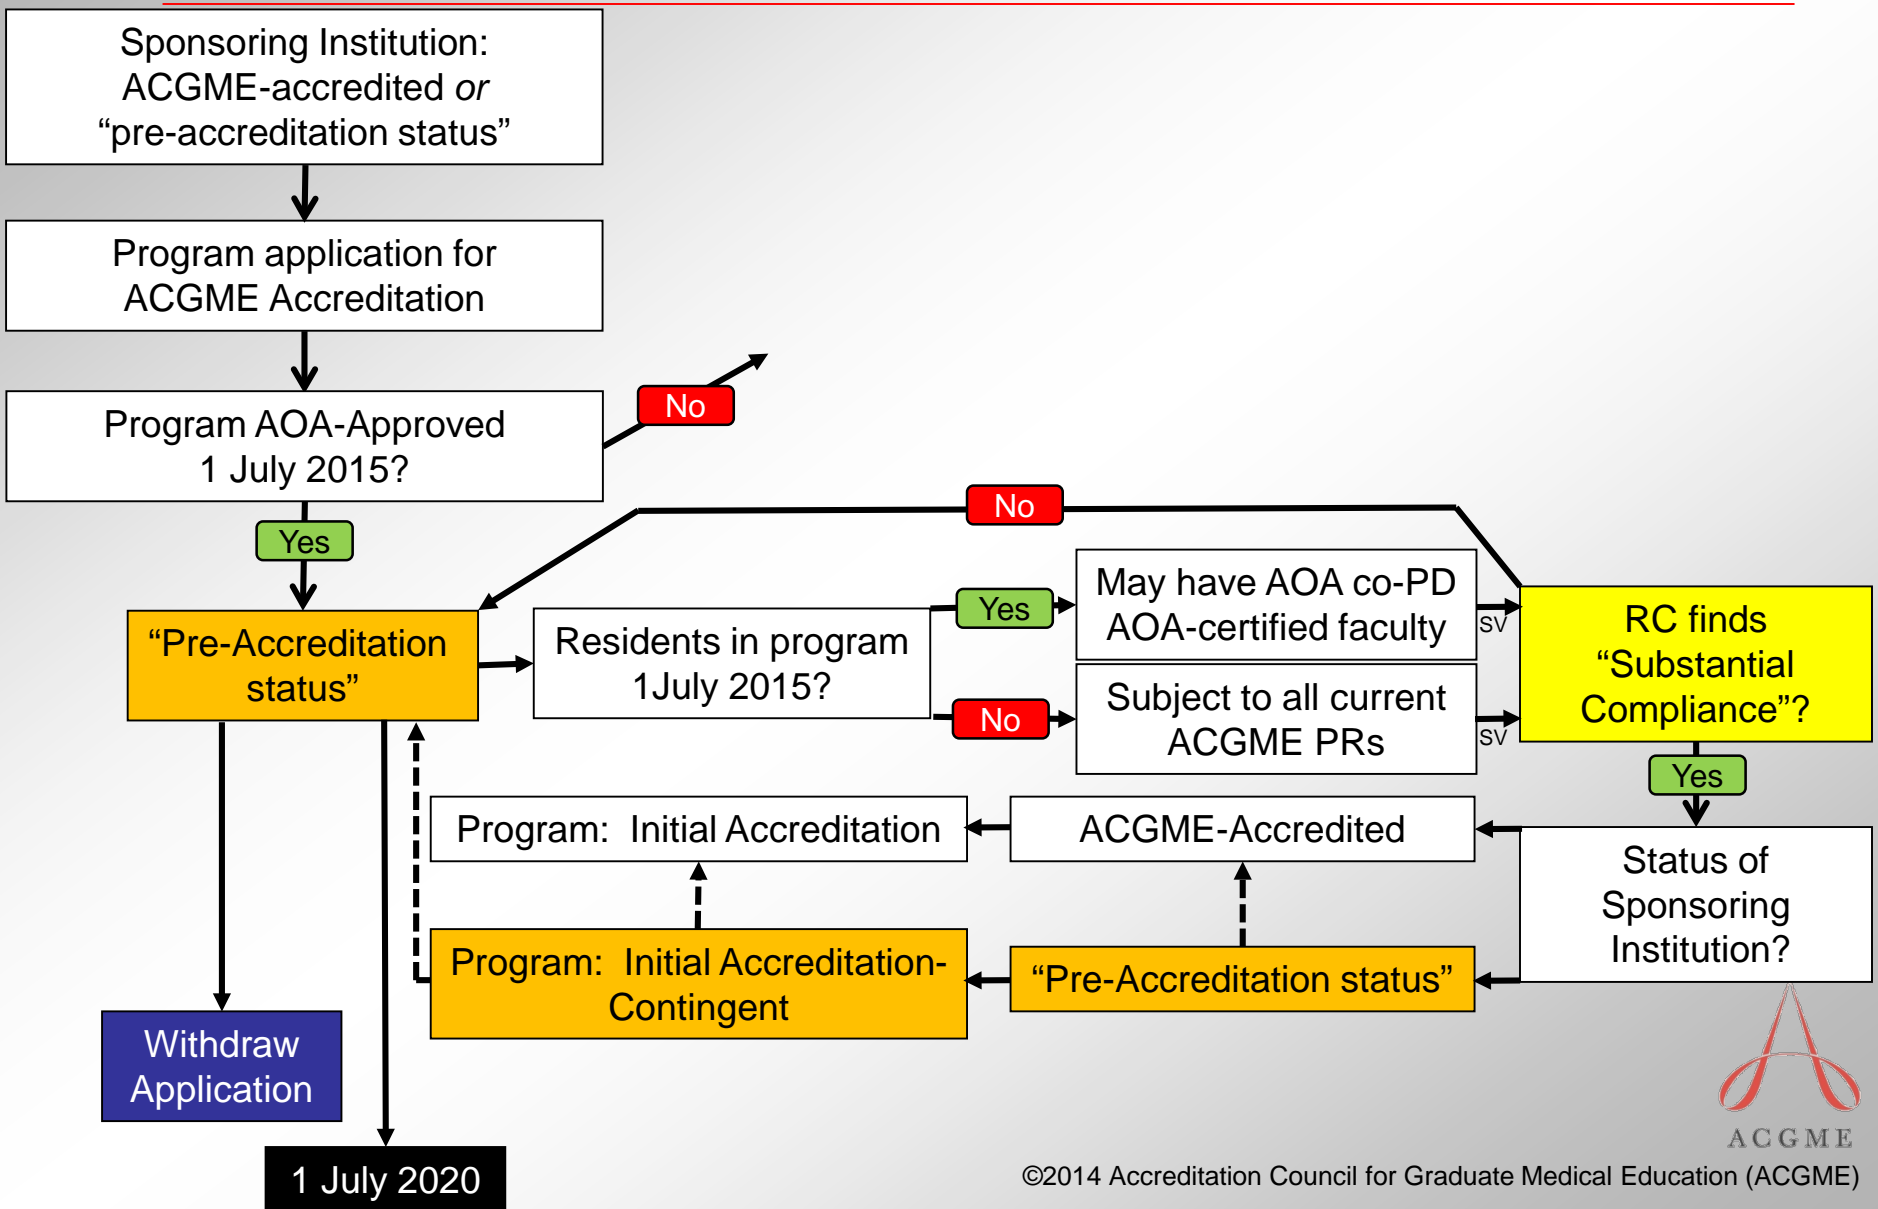 Sponsoring Institution:
ACGME-accredited or
“pre-accreditation status”
Program application for
ACGME Accreditation
Program AOA-Approved
1 July 2015?
No
Yes
No
“Pre-Accreditation
status”
Residents in program
1July 2015?
Yes
No
May have AOA co-PD
AOA-certified faculty
SV
Subject to all current
ACGME PRs
SV
RC finds
“Substantial
Compliance”?
Yes
Program:  Initial Accreditation
ACGME-Accredited
Status of
Sponsoring
Institution?
Program:  Initial Accreditation-
Contingent
“Pre-Accreditation status”
Withdraw
Application
1 July 2020
ACGME
©2014 Accreditation Council for Graduate Medical Education (ACGME)